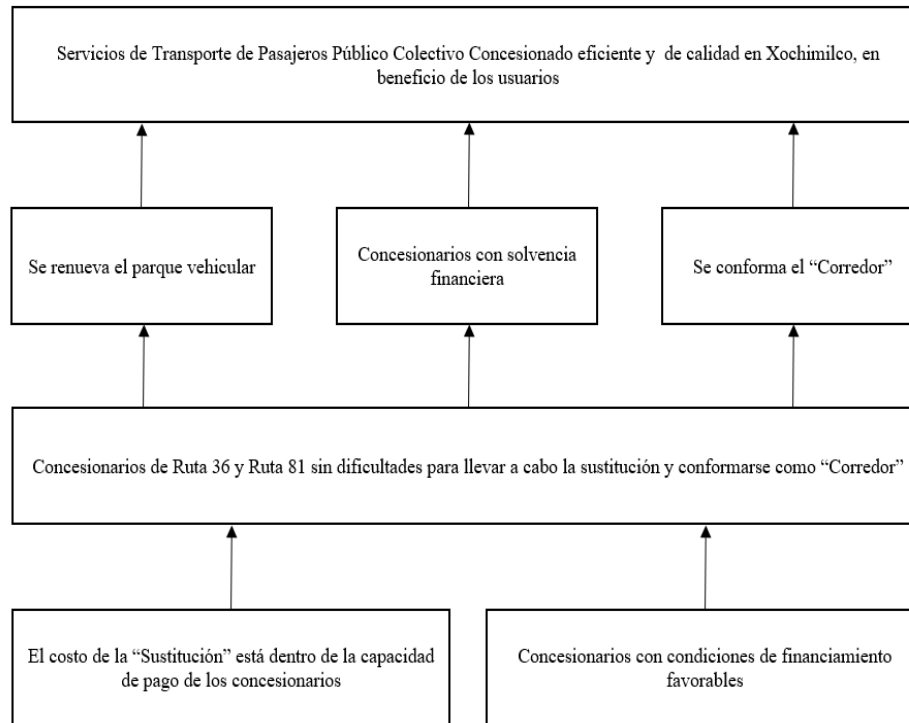 Servicios de Transporte de Pasajeros Público Colectivo Concesionado eficiente y de calidad en Xochimilco, en
beneficio de los usuarios
Se renueva el parque vehicular
Concesionarios con solvencia
financiera
Se conforma el “Corredor”
Concesionarios de Ruta 36 y Ruta 81 sin dificultades para llevar a cabo la sustitución y conformarse como “Corredor”
El costo de la “Sustitución” está dentro de la capacidad
de pago de los concesionarios
Concesionarios con condiciones de financiamiento
favorables